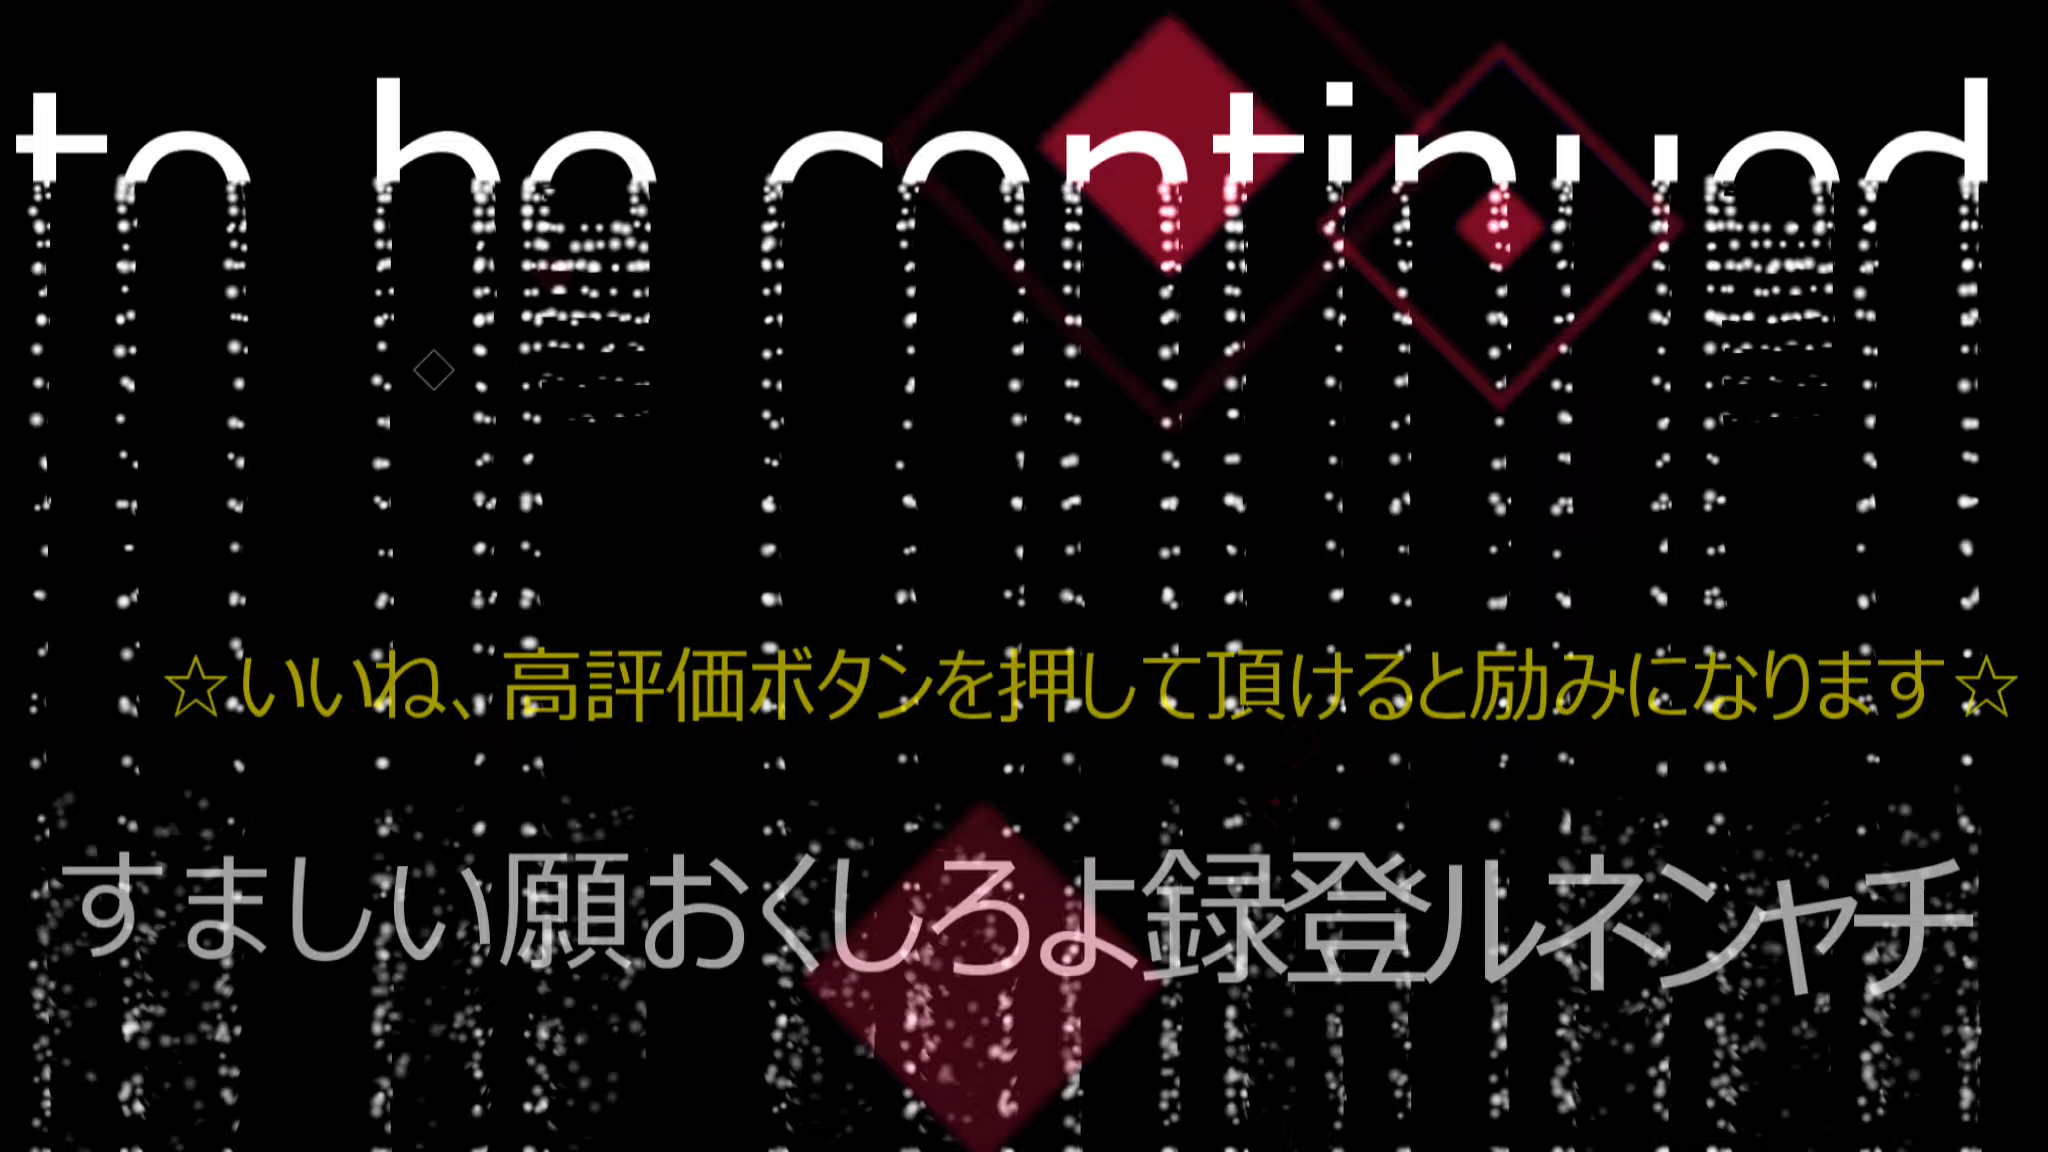 to be continued
☆いいね、高評価ボタンを押して頂けると励みになります☆
すましい願おくしろよ録登ルネンャチ